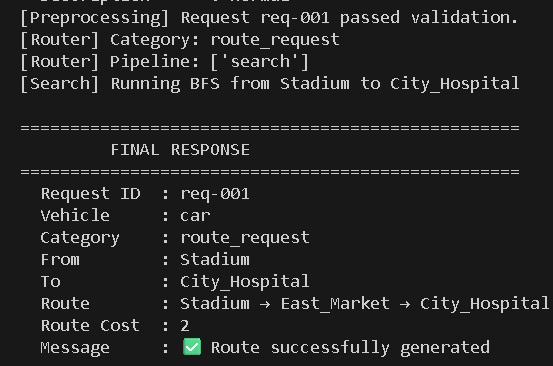 [Preprocessing] Request req-001 passed validation.
[Router] Category: route_request
[Router] Pipeline: ['search']
[Search] Running BFS from Stadium to City_Hospital
==================================================
FINAL RESPONSE
==================================================
Request ID : req-001
Vehicle : car
Category : route_request
From : Stadium
To : City_Hospital
Route : Stadium → East_Market → City_Hospital
Route Cost : 2
Message : ✅ Route successfully generated